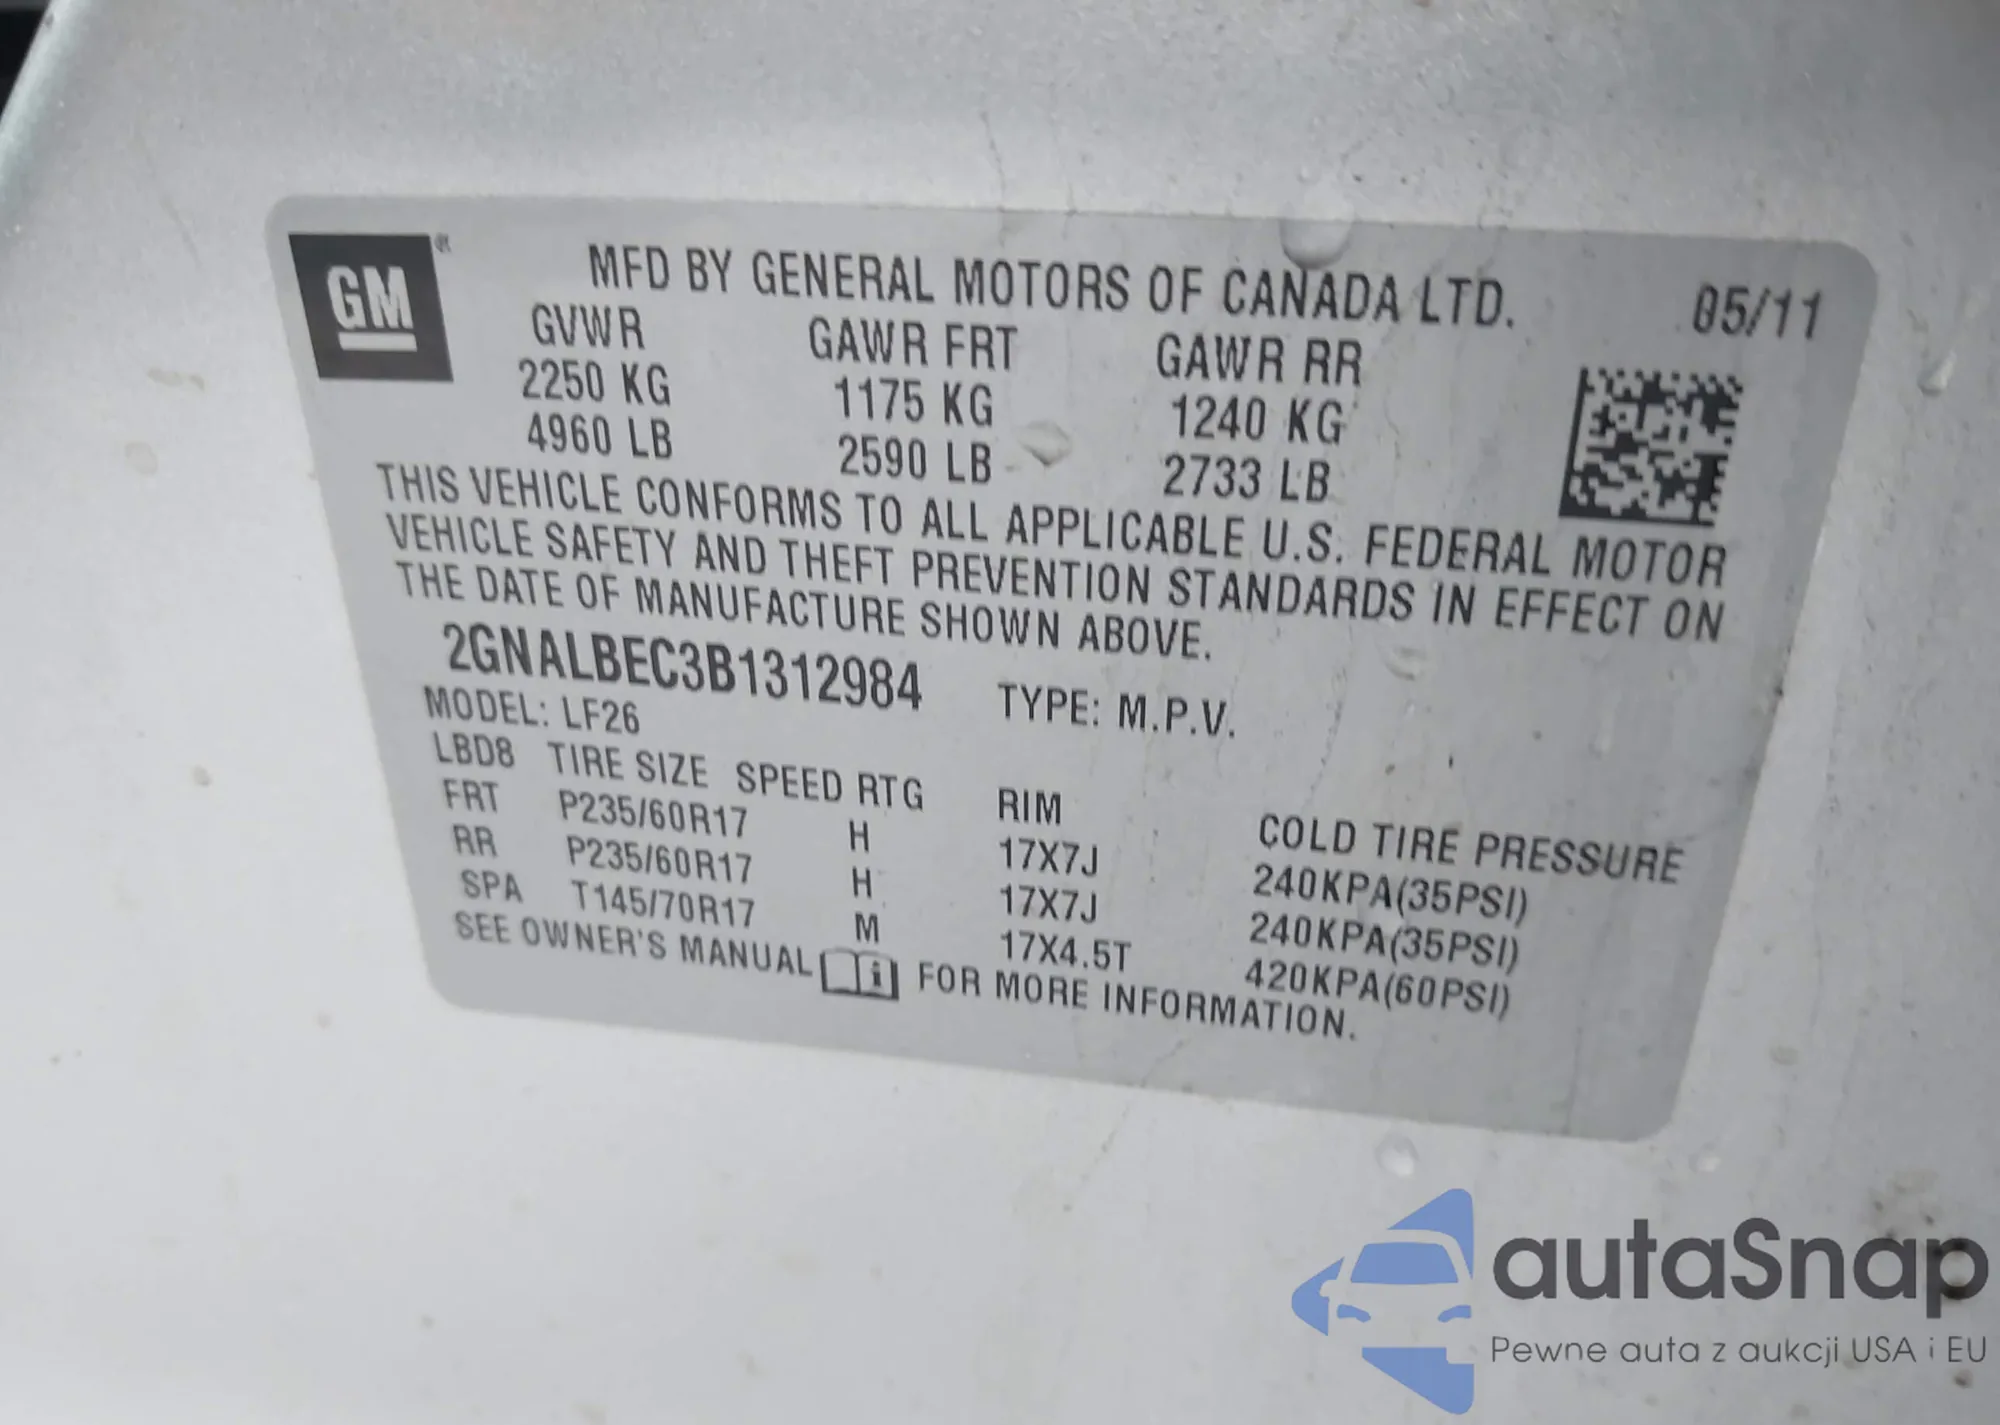 GM
MFD BY GENERAL MOTORS OF CANADA LTD. 05/11
GVWR GAWR FRT GAWR RR
2250 KG 1175 KG 1240 KG
4960 LB 2590 LB 2733 LB
THIS VEHICLE CONFORMS TO ALL APPLICABLE U.S. FEDERAL MOTOR
VEHICLE SAFETY AND THEFT PREVENTION STANDARDS IN EFFECT ON
THE DATE OF MANUFACTURE SHOWN ABOVE.
2GNALBEC3B1312984 TYPE: M.P.V.
MODEL: LF26
LBD8 TIRE SIZE SPEED RTG RIM COLD TIRE PRESSURE
FRT P235/60R17 H 17X7J 240KPA(35PSI)
RR P235/60R17 H 17X7J 240KPA(35PSI)
SPA T145/70R17 M 17X4.5T 420KPA(60PSI)
SEE OWNER'S MANUAL i FOR MORE INFORMATION.
autaSnap
Pewne auta z aukcji USA i EU